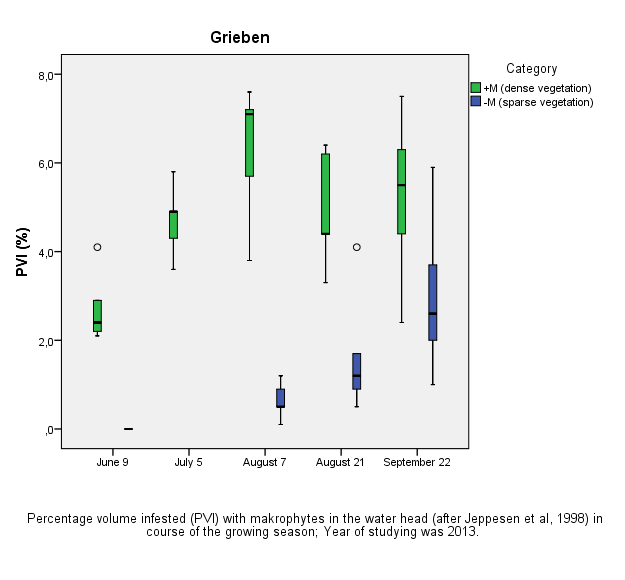 Grieben
Category
+M (dense vegetation)
-M (sparse vegetation)
8,0
6,0
4,0
2,0
,0
PVI (%)
June 9
July 5
August 7
August 21
September 22
Percentage volume infested (PVI) with makrophytes in the water head (after Jeppesen et al, 1998) in
course of the growing season; Year of studying was 2013.